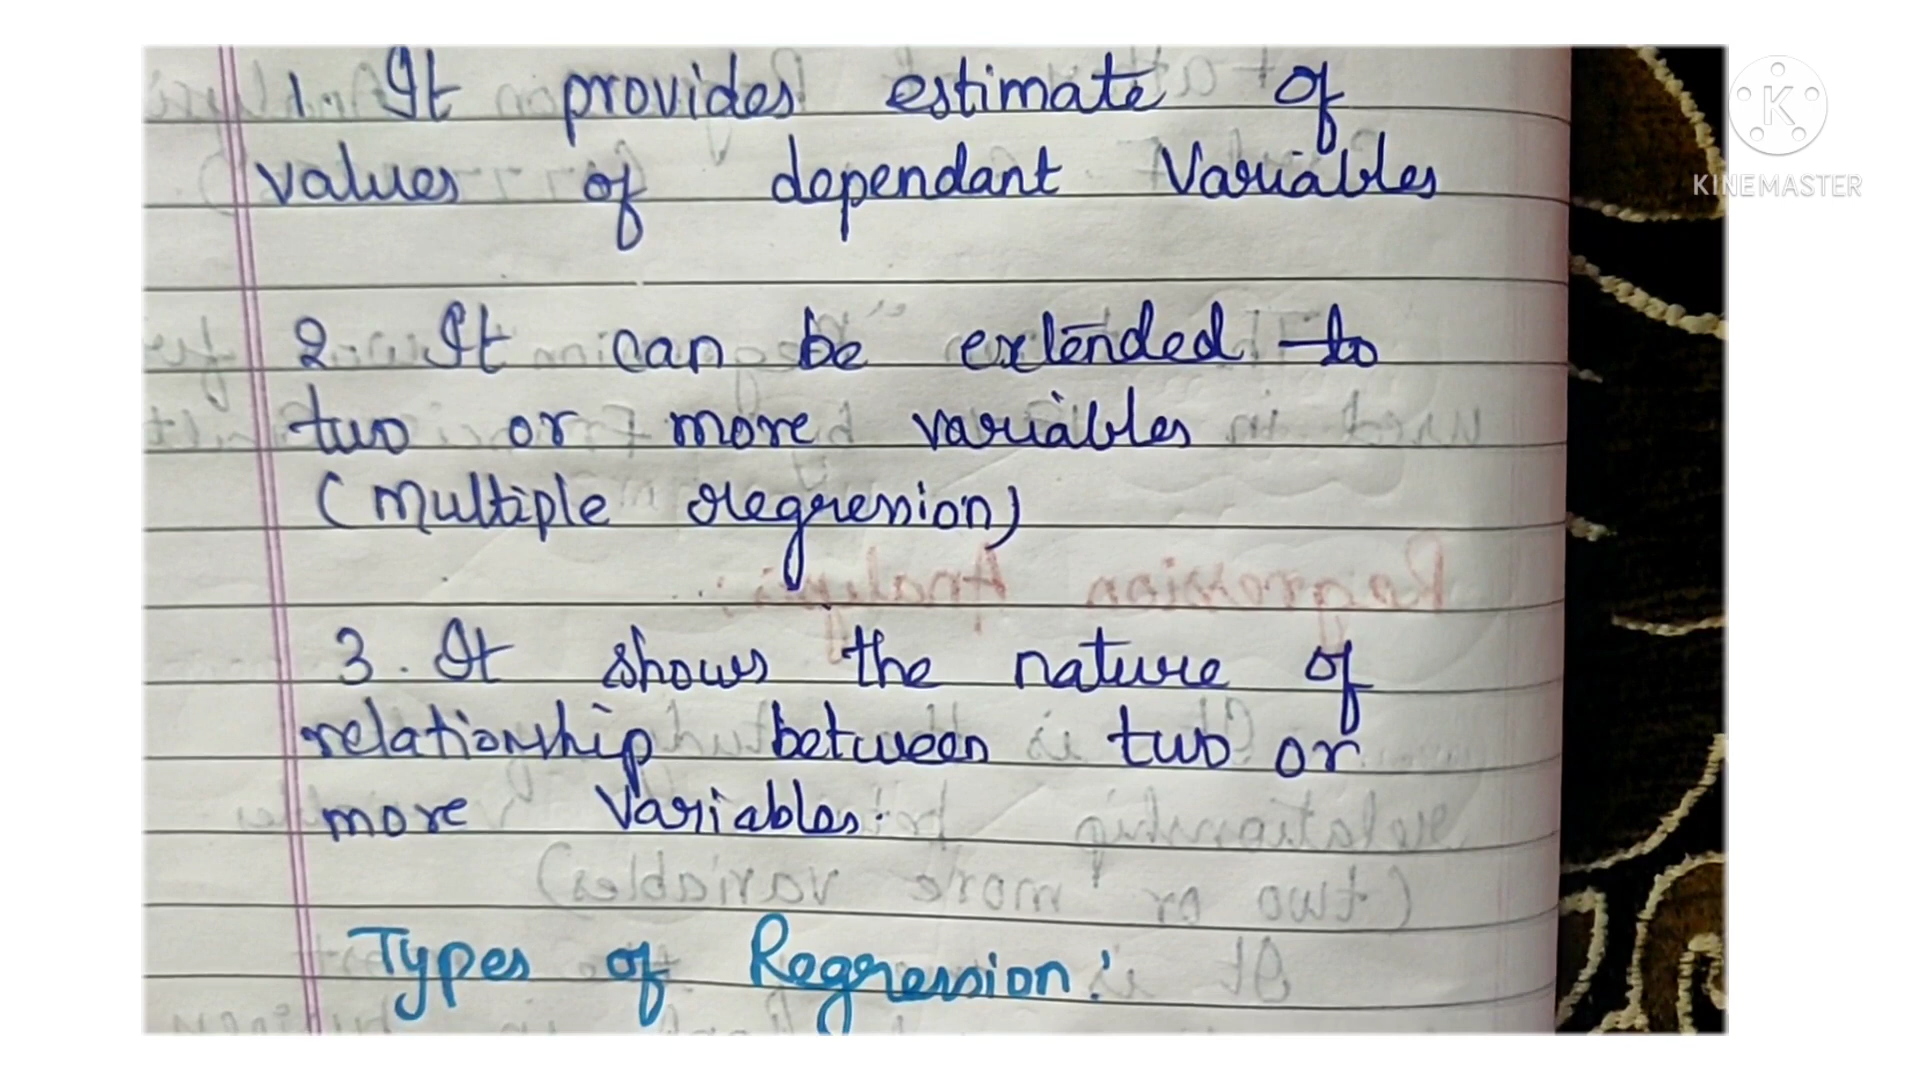 1. It provides estimate of
values of dependant Variables
2. It can be extended to
two or more variables
(Multiple regression)
3. It shows the nature of
relationship between two or
more Variables.
Types of Regression:
KINEMASTER